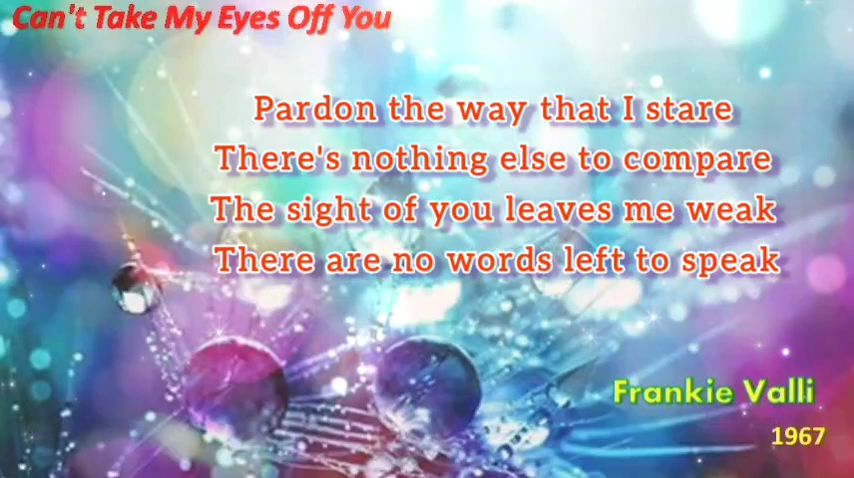 Can't Take My Eyes Off You
Pardon the way that I stare
There's nothing else to compare
The sight of you leaves me weak
There are no words left to speak
Frankie Valli
1967